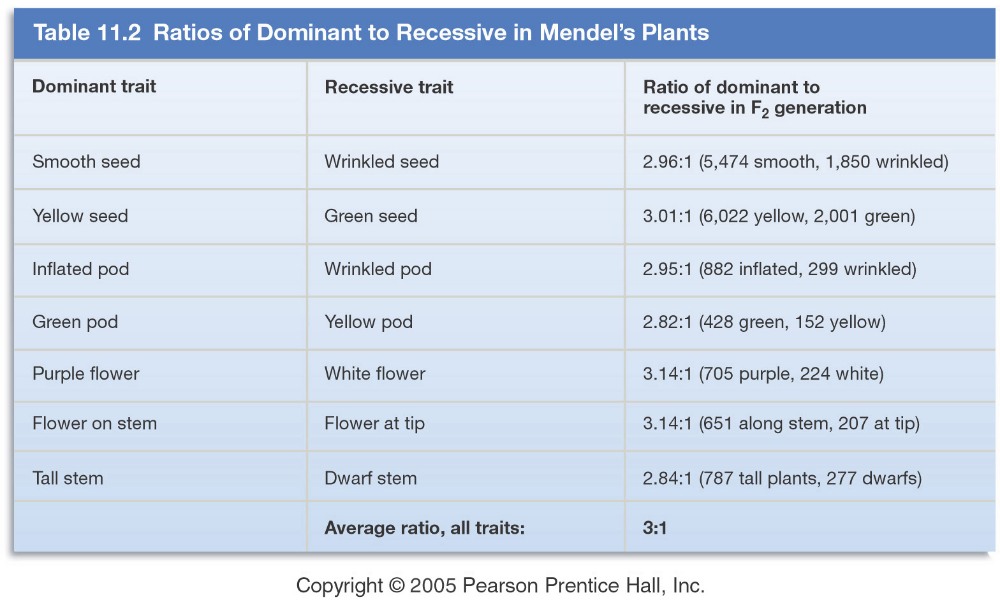 Table 11.2 Ratios of Dominant to Recessive in Mendel's Plants
Dominant trait Recessive trait Ratio of dominant to
recessive in F2 generation
Smooth seed Wrinkled seed 2.96:1 (5,474 smooth, 1,850 wrinkled)
Yellow seed Green seed 3.01:1 (6,022 yellow, 2,001 green)
Inflated pod Wrinkled pod 2.95:1 (882 inflated, 299 wrinkled)
Green pod Yellow pod 2.82:1 (428 green, 152 yellow)
Purple flower White flower 3.14:1 (705 purple, 224 white)
Flower on stem Flower at tip 3.14:1 (651 along stem, 207 at tip)
Tall stem Dwarf stem 2.84:1 (787 tall plants, 277 dwarfs)
Average ratio, all traits: 3:1
Copyright © 2005 Pearson Prentice Hall, Inc.